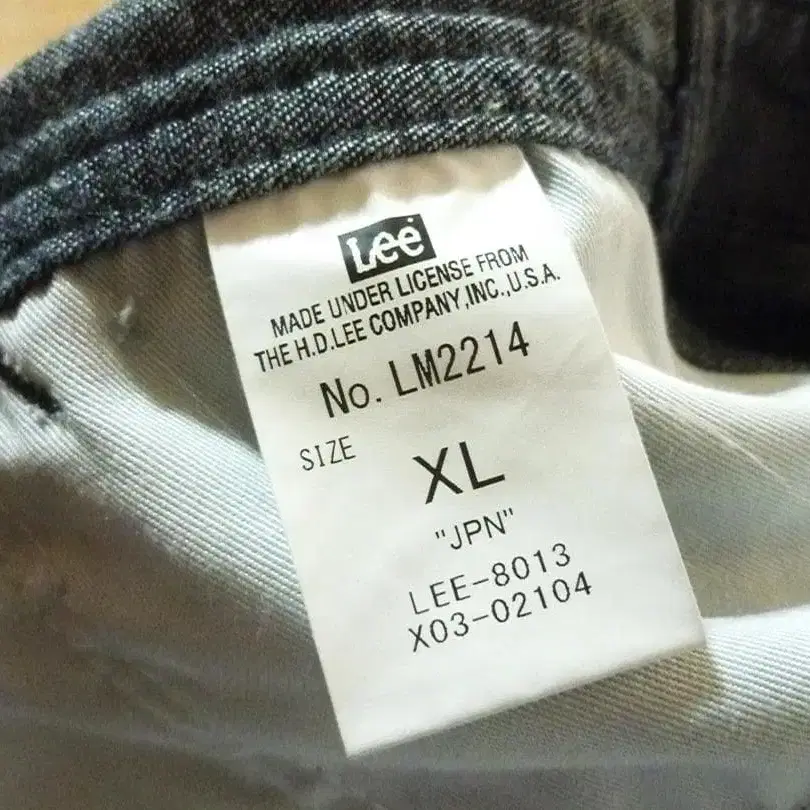 Lee
MADE UNDER LICENSE FROM
THE H.D.LEE COMPANY,INC.,U.S.A.
No. LM2214
SIZE
XL
"JPN"
LEE-8013
X03-02104